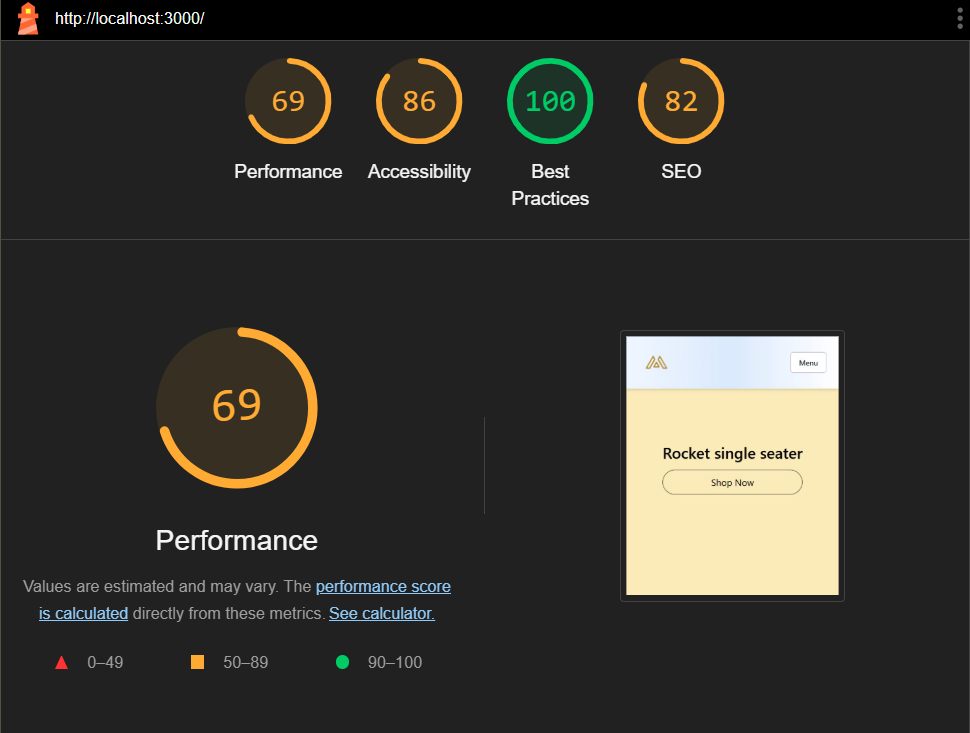 http://localhost:3000/
69
86
100
82
Performance
Accessibility
Best
Practices
SEO
69
Performance
Values are estimated and may vary. The performance score
is calculated directly from these metrics. See calculator.
0–49
50–89
90–100
Menu
Rocket single seater
Shop Now